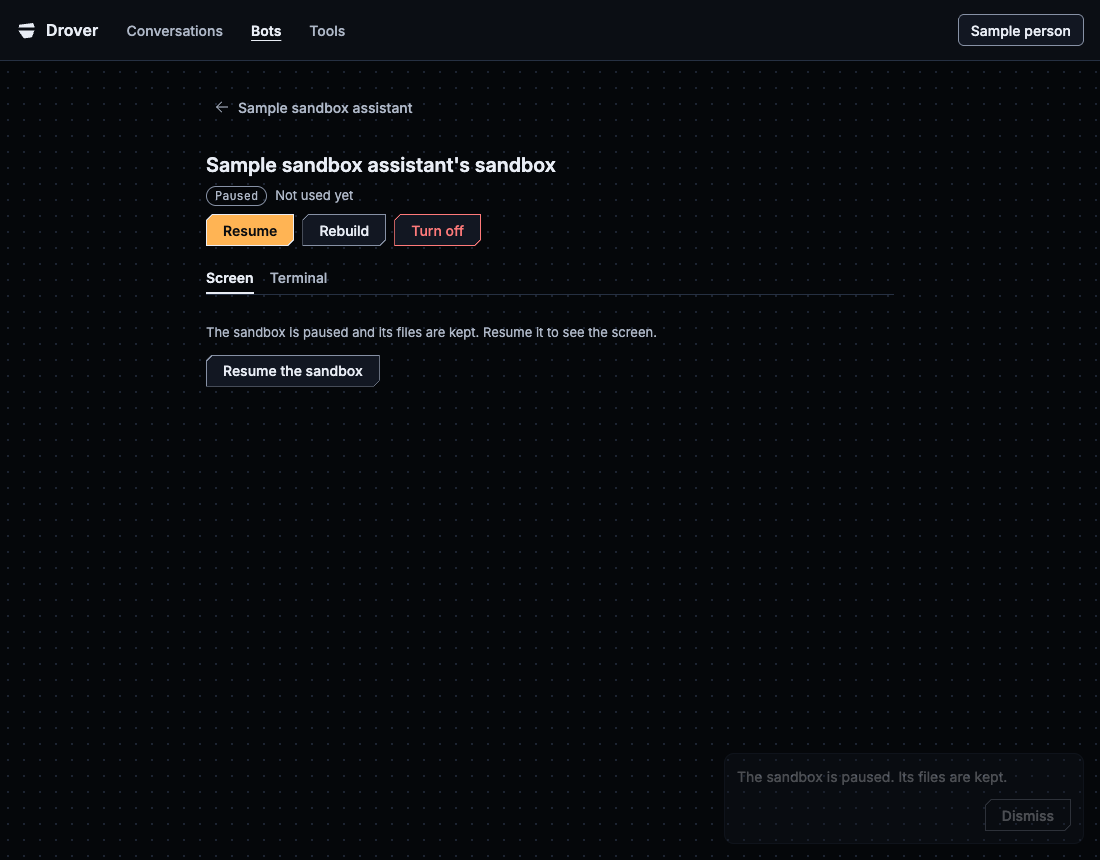 Drover Conversations Bots Tools Sample person
Sample sandbox assistant
Sample sandbox assistant's sandbox
Paused Not used yet
Resume Rebuild Turn off
Screen Terminal
The sandbox is paused and its files are kept. Resume it to see the screen.
Resume the sandbox
The sandbox is paused. Its files are kept.
Dismiss